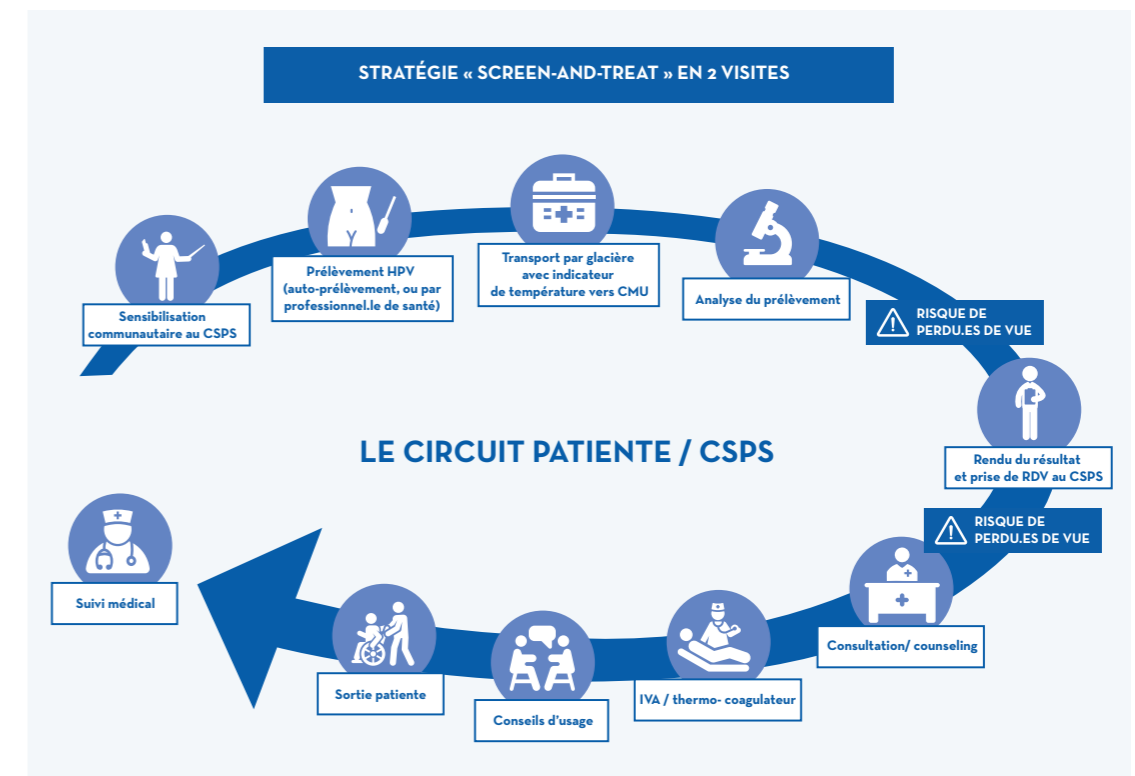 STRATÉGIE « SCREEN-AND-TREAT » EN 2 VISITES
Sensibilisation
communautaire au CSPS
Prélèvement HPV
(auto-prélèvement, ou par
professionnel.le de santé)
Transport par glacière
avec indicateur
de température vers CMU
Analyse du prélèvement
RISQUE DE
PERDU.ES DE VUE
Rendu du résultat
et prise de RDV au CSPS
RISQUE DE
PERDU.ES DE VUE
LE CIRCUIT PATIENTE / CSPS
Consultation/ counseling
IVA / thermo- coagulateur
Conseils d'usage
Sortie patiente
Suivi médical